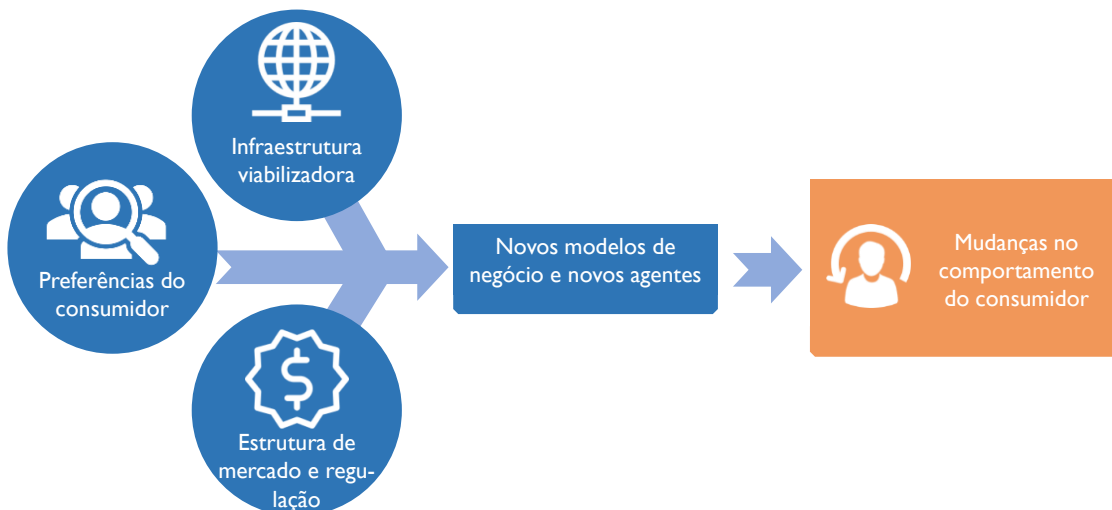 Infraestrutura
viabilizadora
Preferências do
consumidor
Estrutura de
mercado e regu-
lação
Novos modelos de
negócio e novos agentes
Mudanças no
comportamento
do consumidor